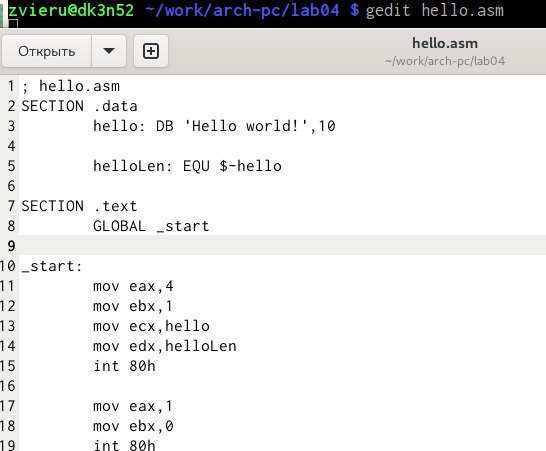 zvieru@dk3n52 ~/work/arch-pc/lab04 $ gedit hello.asm
Открыть
hello.asm
~/work/arch-pc/lab04
1 ; hello.asm
2 SECTION .data
3 hello: DB 'Hello world!',10
4
5 helloLen: EQU $-hello
6
7 SECTION .text
8 GLOBAL _start
9
10 _start:
11 mov eax,4
12 mov ebx,1
13 mov ecx,hello
14 mov edx,helloLen
15 int 80h
16
17 mov eax,1
18 mov ebx,0
19 int 80h